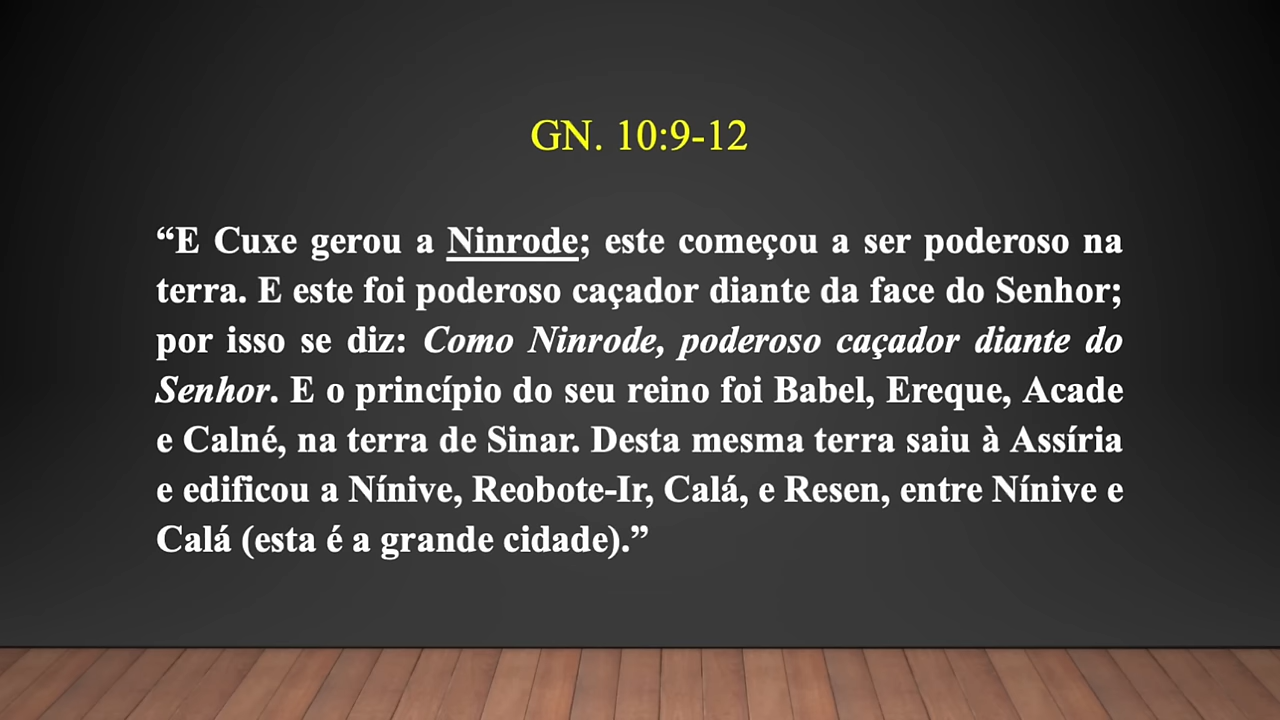 GN. 10:9-12
“E Cuxe gerou a Ninrode; este começou a ser poderoso na
terra. E este foi poderoso caçador diante da face do Senhor;
por isso se diz: Como Ninrode, poderoso caçador diante do
Senhor. E o princípio do seu reino foi Babel, Ereque, Acade
e Calné, na terra de Sinar. Desta mesma terra saiu à Assíria
e edificou a Nínive, Reobote-Ir, Calá, e Resen, entre Nínive e
Calá (esta é a grande cidade).”